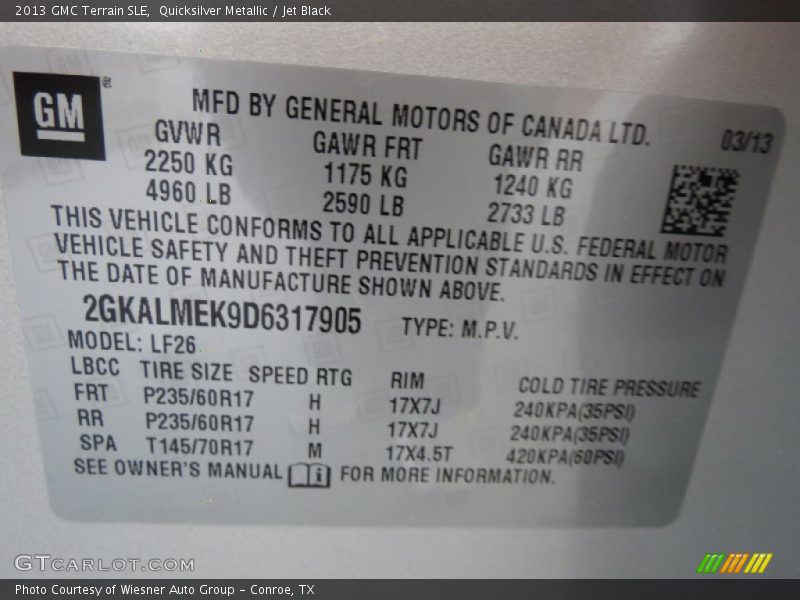 2013 GMC Terrain SLE,  Quicksilver Metallic / Jet Black
GM ®
MFD BY GENERAL MOTORS OF CANADA LTD.
03/13
GVWR GAWR FRT GAWR RR
2250 KG 1175 KG 1240 KG
4960 LB 2590 LB 2733 LB
THIS VEHICLE CONFORMS TO ALL APPLICABLE U.S. FEDERAL MOTOR
VEHICLE SAFETY AND THEFT PREVENTION STANDARDS IN EFFECT ON
THE DATE OF MANUFACTURE SHOWN ABOVE.
2GKALMEK9D6317905 TYPE: M.P.V.
MODEL: LF26
LBCC TIRE SIZE SPEED RTG RIM COLD TIRE PRESSURE
FRT P235/60R17 H 17X7J 240KPA(35PSI)
RR P235/60R17 H 17X7J 240KPA(35PSI)
SPA T145/70R17 M 17X4.5T 420KPA(60PSI)
SEE OWNER'S MANUAL i FOR MORE INFORMATION.
GTCARLOT.COM
Photo Courtesy of Wiesner Auto Group - Conroe, TX